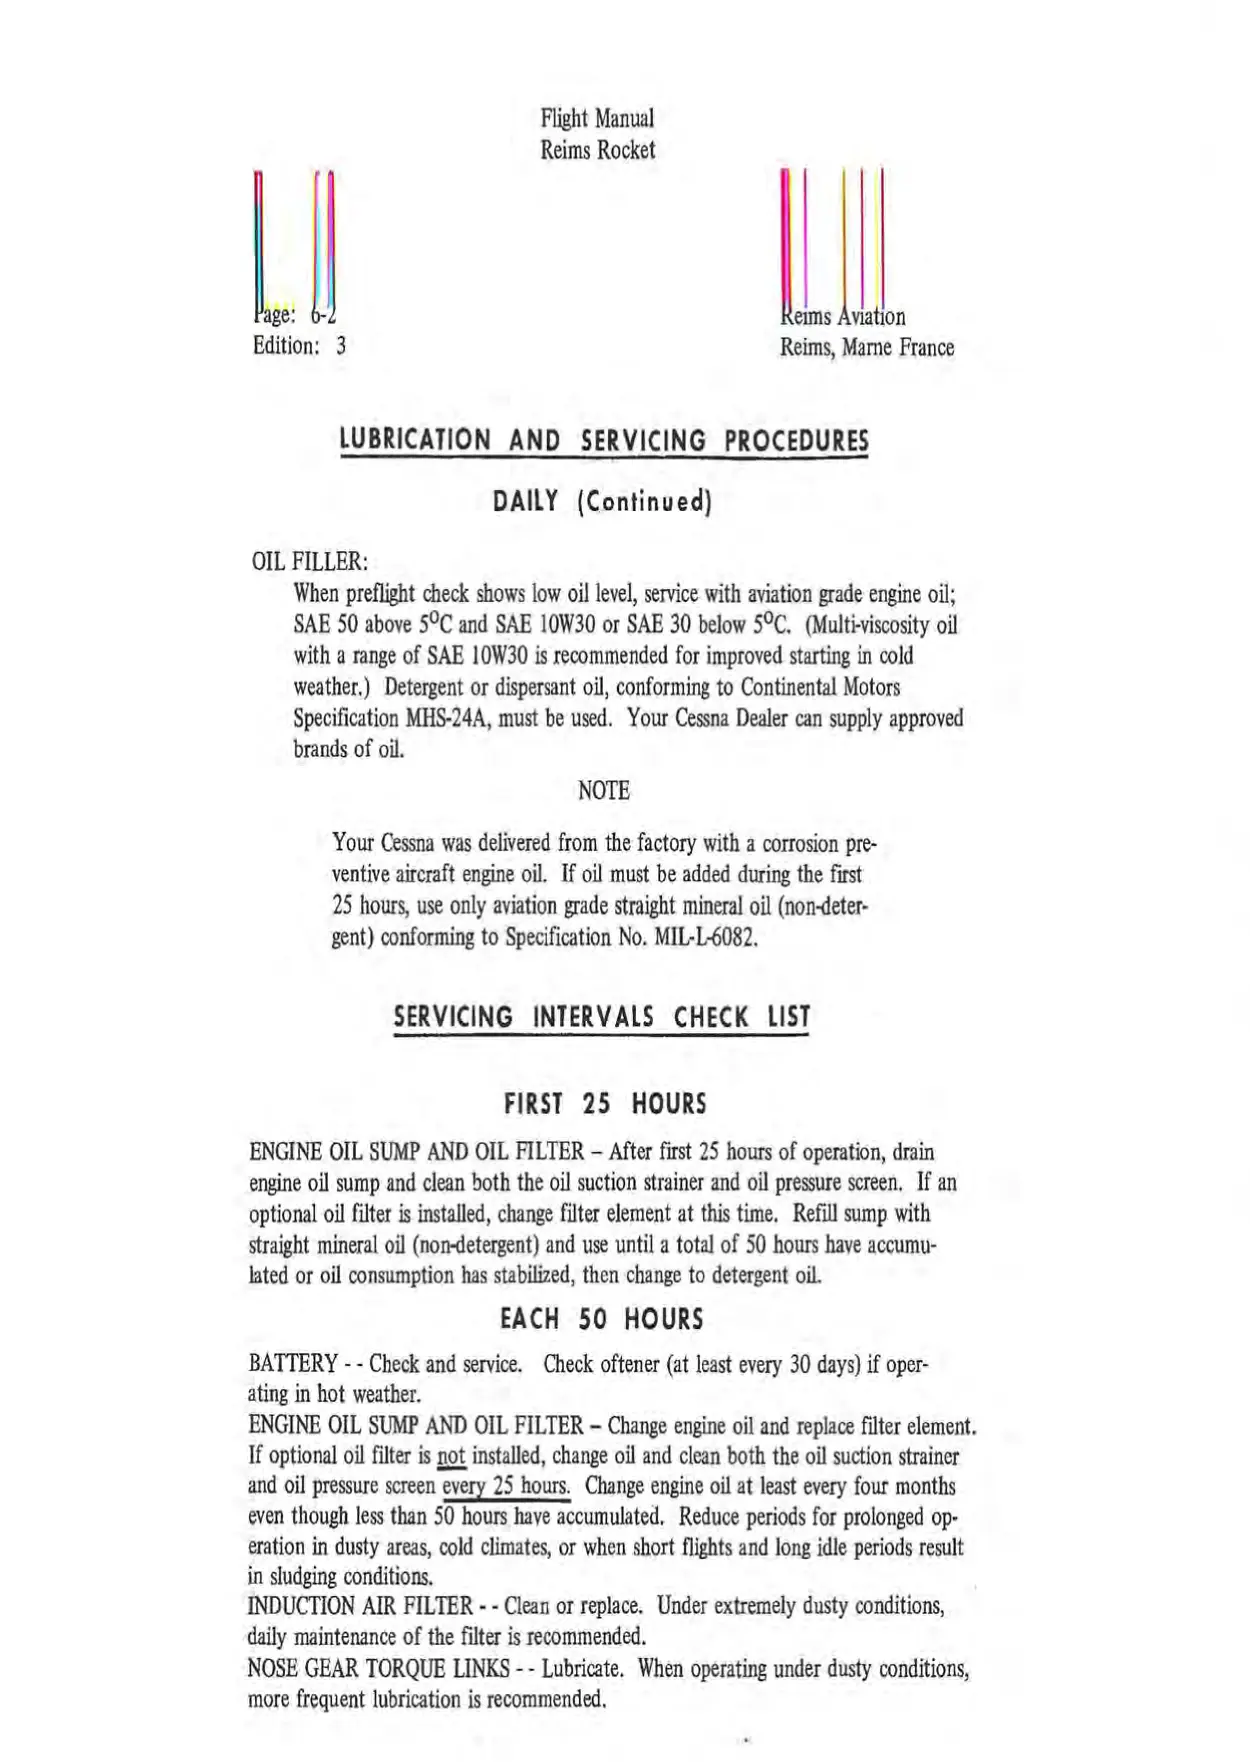 Flight Manual
Reims Rocket
Page: 6-2
Reims Aviation
Edition: 3
Reims, Marne France
LUBRICATION AND SERVICING PROCEDURES
DAILY (Continued)
OIL FILLER:
When preflight check shows low oil level, service with aviation grade engine oil;
SAE 50 above 5°C and SAE 10W30 or SAE 30 below 5°C. (Multi-viscosity oil
with a range of SAE 10W30 is recommended for improved starting in cold
weather.) Detergent or dispersant oil, conforming to Continental Motors
Specification MHS-24A, must be used. Your Cessna Dealer can supply approved
brands of oil.
NOTE
Your Cessna was delivered from the factory with a corrosion pre-
ventive aircraft engine oil. If oil must be added during the first
25 hours, use only aviation grade straight mineral oil (non-deter-
gent) conforming to Specification No. MIL-L-6082.
SERVICING INTERVALS CHECK LIST
FIRST 25 HOURS
ENGINE OIL SUMP AND OIL FILTER – After first 25 hours of operation, drain
engine oil sump and clean both the oil suction strainer and oil pressure screen. If an
optional oil filter is installed, change filter element at this time. Refill sump with
straight mineral oil (non-detergent) and use until a total of 50 hours have accumu-
lated or oil consumption has stabilized, then change to detergent oil.
EACH 50 HOURS
BATTERY - - Check and service. Check oftener (at least every 30 days) if oper-
ating in hot weather.
ENGINE OIL SUMP AND OIL FILTER – Change engine oil and replace filter element.
If optional oil filter is not installed, change oil and clean both the oil suction strainer
and oil pressure screen every 25 hours. Change engine oil at least every four months
even though less than 50 hours have accumulated. Reduce periods for prolonged op-
eration in dusty areas, cold climates, or when short flights and long idle periods result
in sludging conditions.
INDUCTION AIR FILTER - - Clean or replace. Under extremely dusty conditions,
daily maintenance of the filter is recommended.
NOSE GEAR TORQUE LINKS - - Lubricate. When operating under dusty conditions,
more frequent lubrication is recommended.